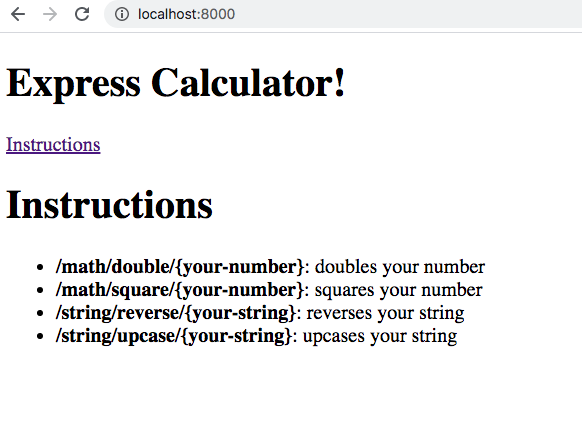 localhost:8000
Express Calculator!
Instructions
Instructions
/math/double/{your-number}: doubles your number
/math/square/{your-number}: squares your number
/string/reverse/{your-string}: reverses your string
/string/upcase/{your-string}: upcases your string